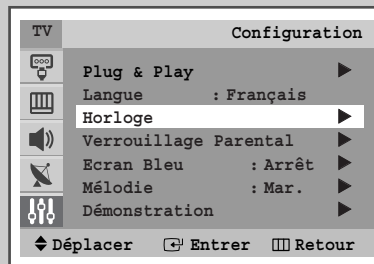 TV Configuration
Plug & Play
Langue : Français
Horloge
Verrouillage Parental
Ecran Bleu : Arrêt
Mélodie : Mar.
Démonstration
Déplacer Entrer Retour